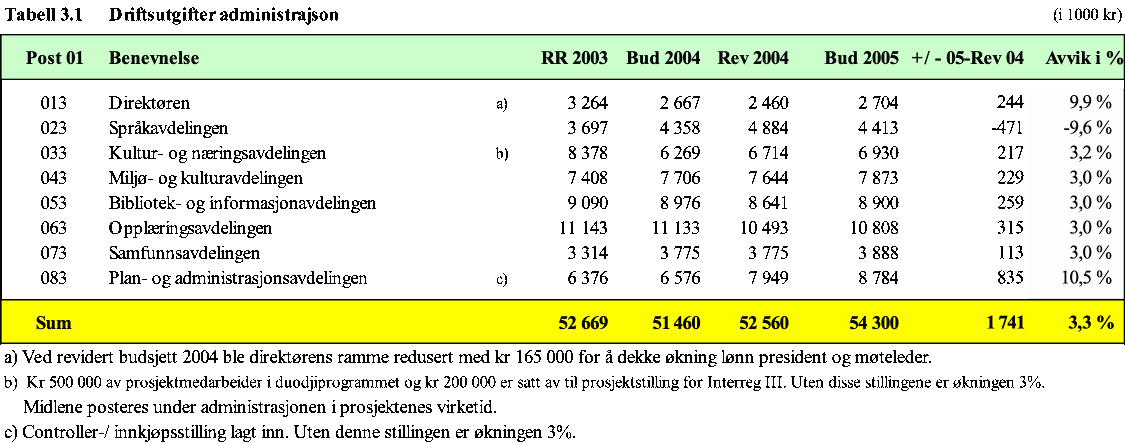 Tabell 3.1 Driftsutgifter administrajson (i 1000 kr)
Post 01 Benevnelse RR 2003 Bud 2004 Rev 2004 Bud 2005 +/ - 05-Rev 04 Avvik i %
013 Direktøren a) 3 264 2 667 2 460 2 704 244 9,9 %
023 Språkavdelingen 3 697 4 358 4 884 4 413 -471 -9,6 %
033 Kultur- og næringsavdelingen b) 8 378 6 269 6 714 6 930 217 3,2 %
043 Miljø- og kulturavdelingen 7 408 7 706 7 644 7 873 229 3,0 %
053 Bibliotek- og informasjonavdelingen 9 090 8 976 8 641 8 900 259 3,0 %
063 Opplæringsavdelingen 11 143 11 133 10 493 10 808 315 3,0 %
073 Samfunnsavdelingen 3 314 3 775 3 775 3 888 113 3,0 %
083 Plan- og administrasjonsavdelingen c) 6 376 6 576 7 949 8 784 835 10,5 %
Sum 52 669 51 460 52 560 54 300 1 741 3,3 %
a) Ved revidert budsjett 2004 ble direktørens ramme redusert med kr 165 000 for å dekke økning lønn president og møteleder.
b) Kr 500 000 av prosjektmedarbeider i duodjiprogrammet og kr 200 000 er satt av til prosjektstilling for Interreg III. Uten disse stillingene er økningen 3%.
Midlene posteres under administrasjonen i prosjektenes virketid.
c) Controller-/ innkjøpsstilling lagt inn. Uten denne stillingen er økningen 3%.